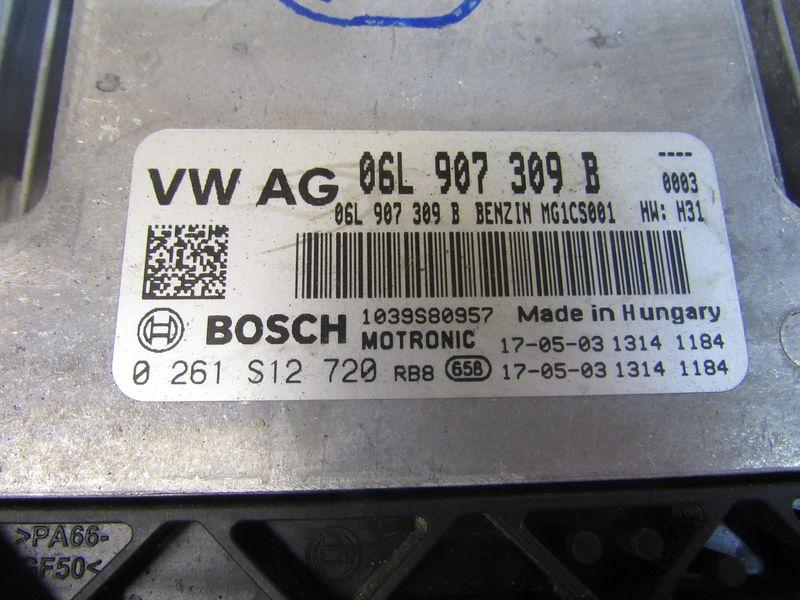 VW AG 06L 907 309 B ---- 0003
06L 907 309 B BENZIN MG1CS001 HW: H31
BOSCH 1039S80957 Made in Hungary
MOTRONIC 17-05-03 1314 1184
0 261 S12 720 RB8 658 17-05-03 1314 1184
>PA66-
GF50<